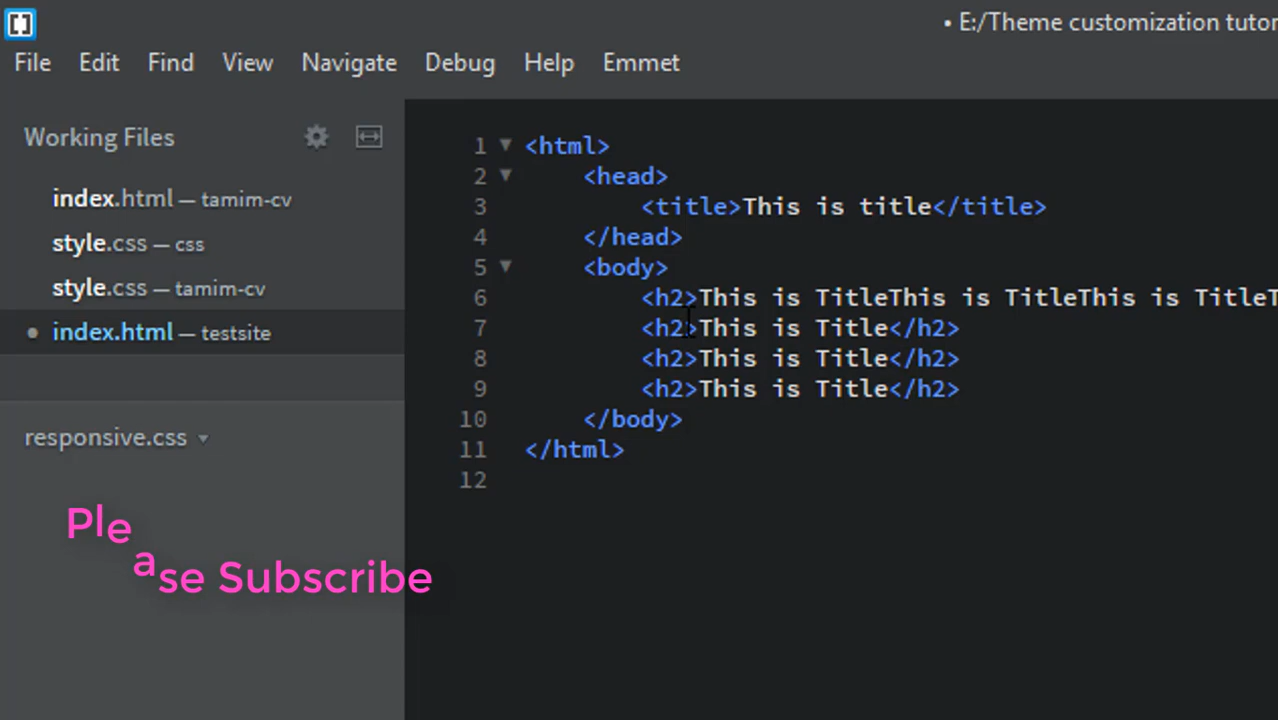 • E:/Theme customization tutor
File Edit Find View Navigate Debug Help Emmet
Working Files
index.html — tamim-cv
style.css — css
style.css — tamim-cv
• index.html — testsite
responsive.css
1 <html>
2 <head>
3 <title>This is title</title>
4 </head>
5 <body>
6 <h2>This is TitleThis is TitleThis is TitleT
7 <h2>This is Title</h2>
8 <h2>This is Title</h2>
9 <h2>This is Title</h2>
10 </body>
11 </html>
12
Please Subscribe